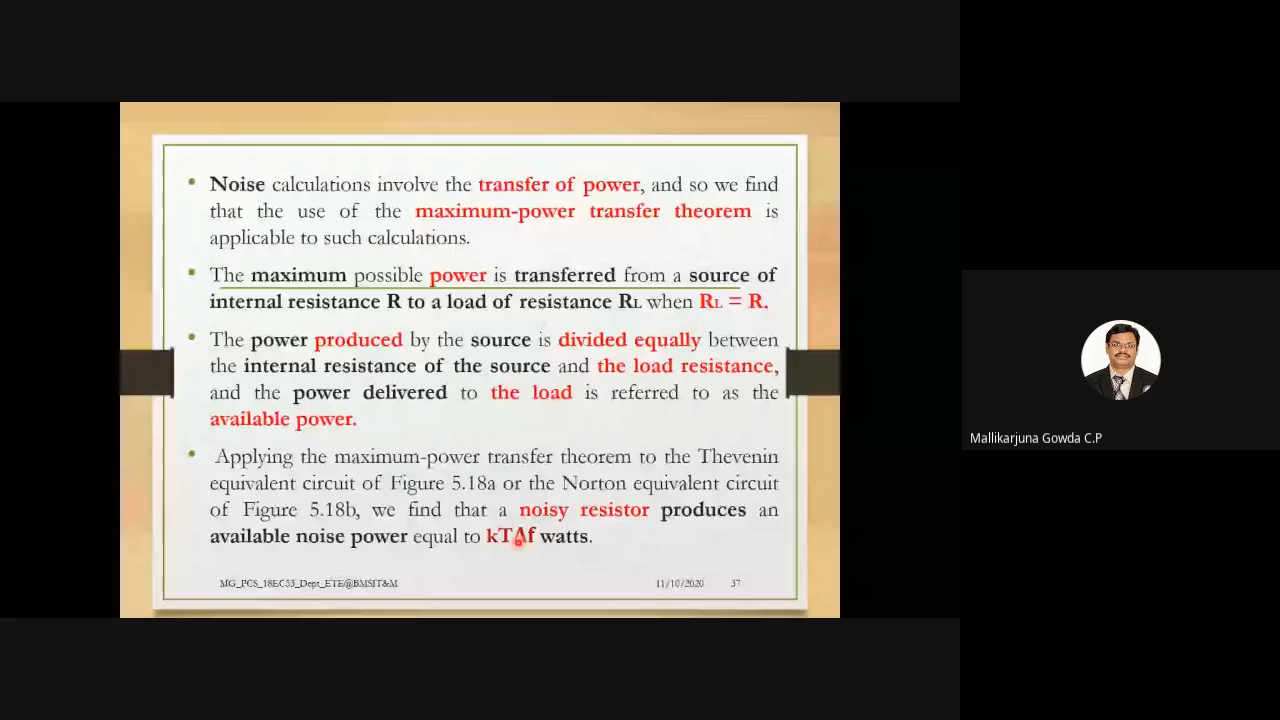 • Noise calculations involve the transfer of power, and so we find
that the use of the maximum-power transfer theorem is
applicable to such calculations.
• The maximum possible power is transferred from a source of
internal resistance R to a load of resistance RL when RL = R.
• The power produced by the source is divided equally between
the internal resistance of the source and the load resistance,
and the power delivered to the load is referred to as the
available power.
• Applying the maximum-power transfer theorem to the Thevenin
equivalent circuit of Figure 5.18a or the Norton equivalent circuit
of Figure 5.18b, we find that a noisy resistor produces an
available noise power equal to kTΔf watts.
MG_PCS_18EC53_Dept_ETE@BMSIT&M 11/10/2020 37
Mallikarjuna Gowda C.P